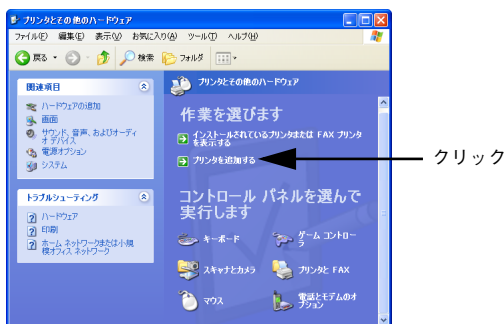 プリンタとその他のハードウェア
ファイル(F) 編集(E) 表示(V) お気に入り(A) ツール(T) ヘルプ(H)
戻る 検索 フォルダ
関連項目
ハードウェアの追加
画面
サウンド、音声、およびオーディ
オ デバイス
電源オプション
システム
トラブルシューティング
ハードウェア
印刷
ホーム ネットワークまたは小規
模オフィス ネットワーク
プリンタとその他のハードウェア
作業を選びます
インストールされているプリンタまたは FAX プリンタ
を表示する
プリンタを追加する
クリック
コントロール パネルを選んで
実行します
キーボード
ゲーム コントロー
ラ
スキャナとカメラ
プリンタと FAX
マウス
電話とモデムのオ
プション